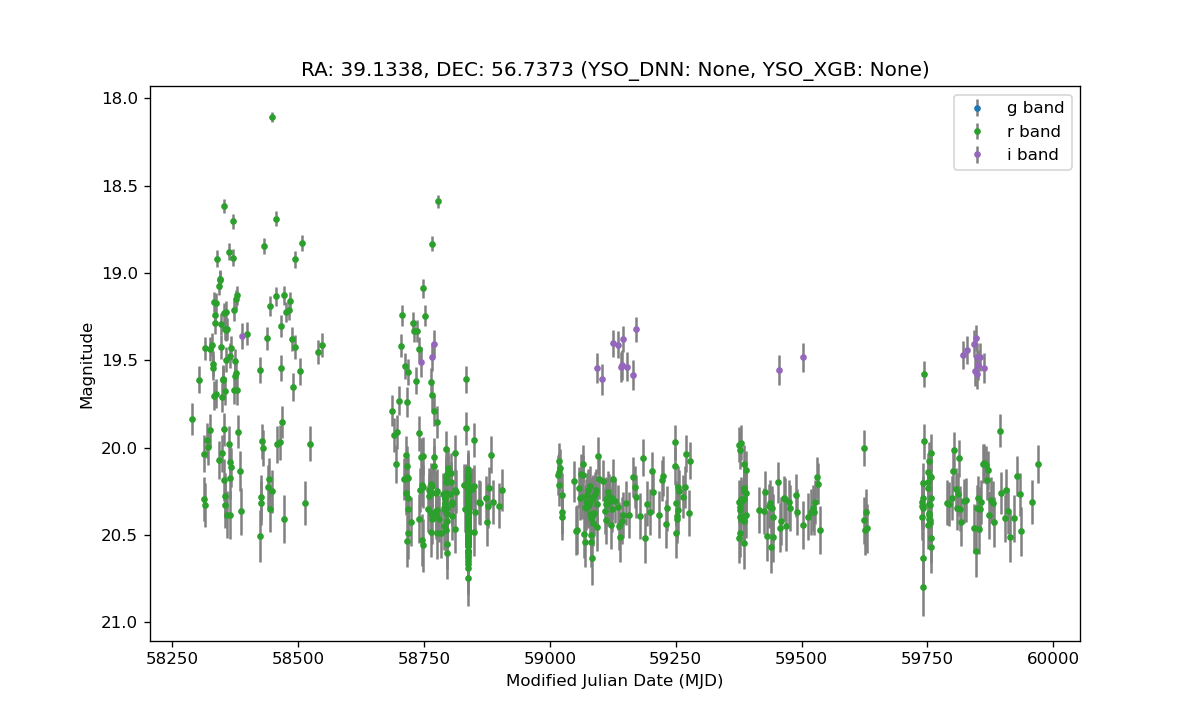 RA: 39.1338, DEC: 56.7373 (YSO_DNN: None, YSO_XGB: None)
g band
r band
i band
18.0
18.5
19.0
19.5
20.0
20.5
21.0
Magnitude
58250 58500 58750 59000 59250 59500 59750 60000
Modified Julian Date (MJD)